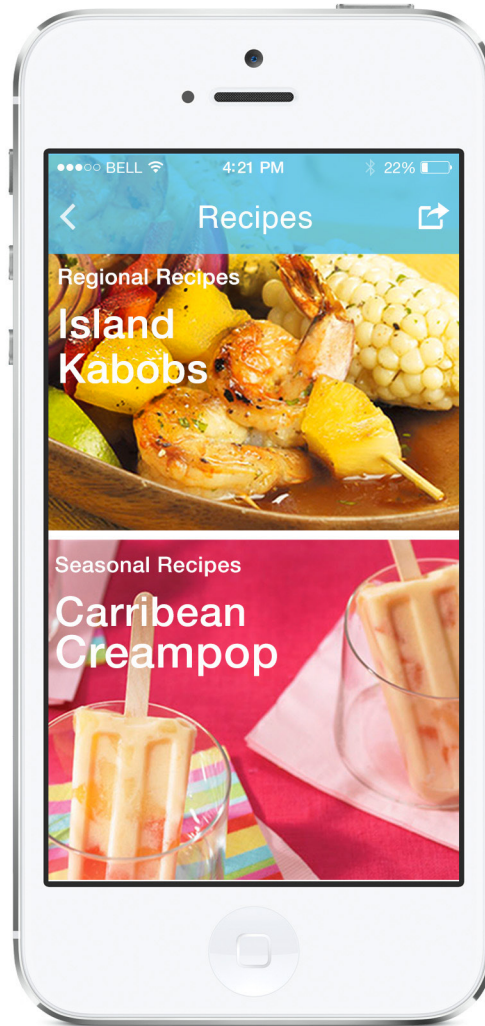 BELL 4:21 PM 22%
Recipes
Regional Recipes
Island
Kabobs
Seasonal Recipes
Carribean
Creampop